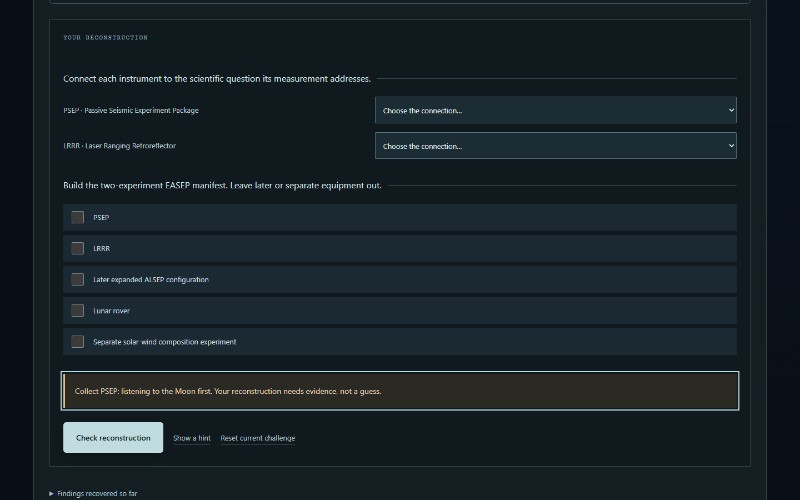 YOUR RECONSTRUCTION
Connect each instrument to the scientific question its measurement addresses.
PSEP · Passive Seismic Experiment Package
Choose the connection...
LRRR · Laser Ranging Retroreflector
Choose the connection...
Build the two-experiment EASEP manifest. Leave later or separate equipment out.
PSEP
LRRR
Later expanded ALSEP configuration
Lunar rover
Separate solar-wind composition experiment
Collect PSEP: listening to the Moon first. Your reconstruction needs evidence, not a guess.
Check reconstruction Show a hint Reset current challenge
Findings recovered so far